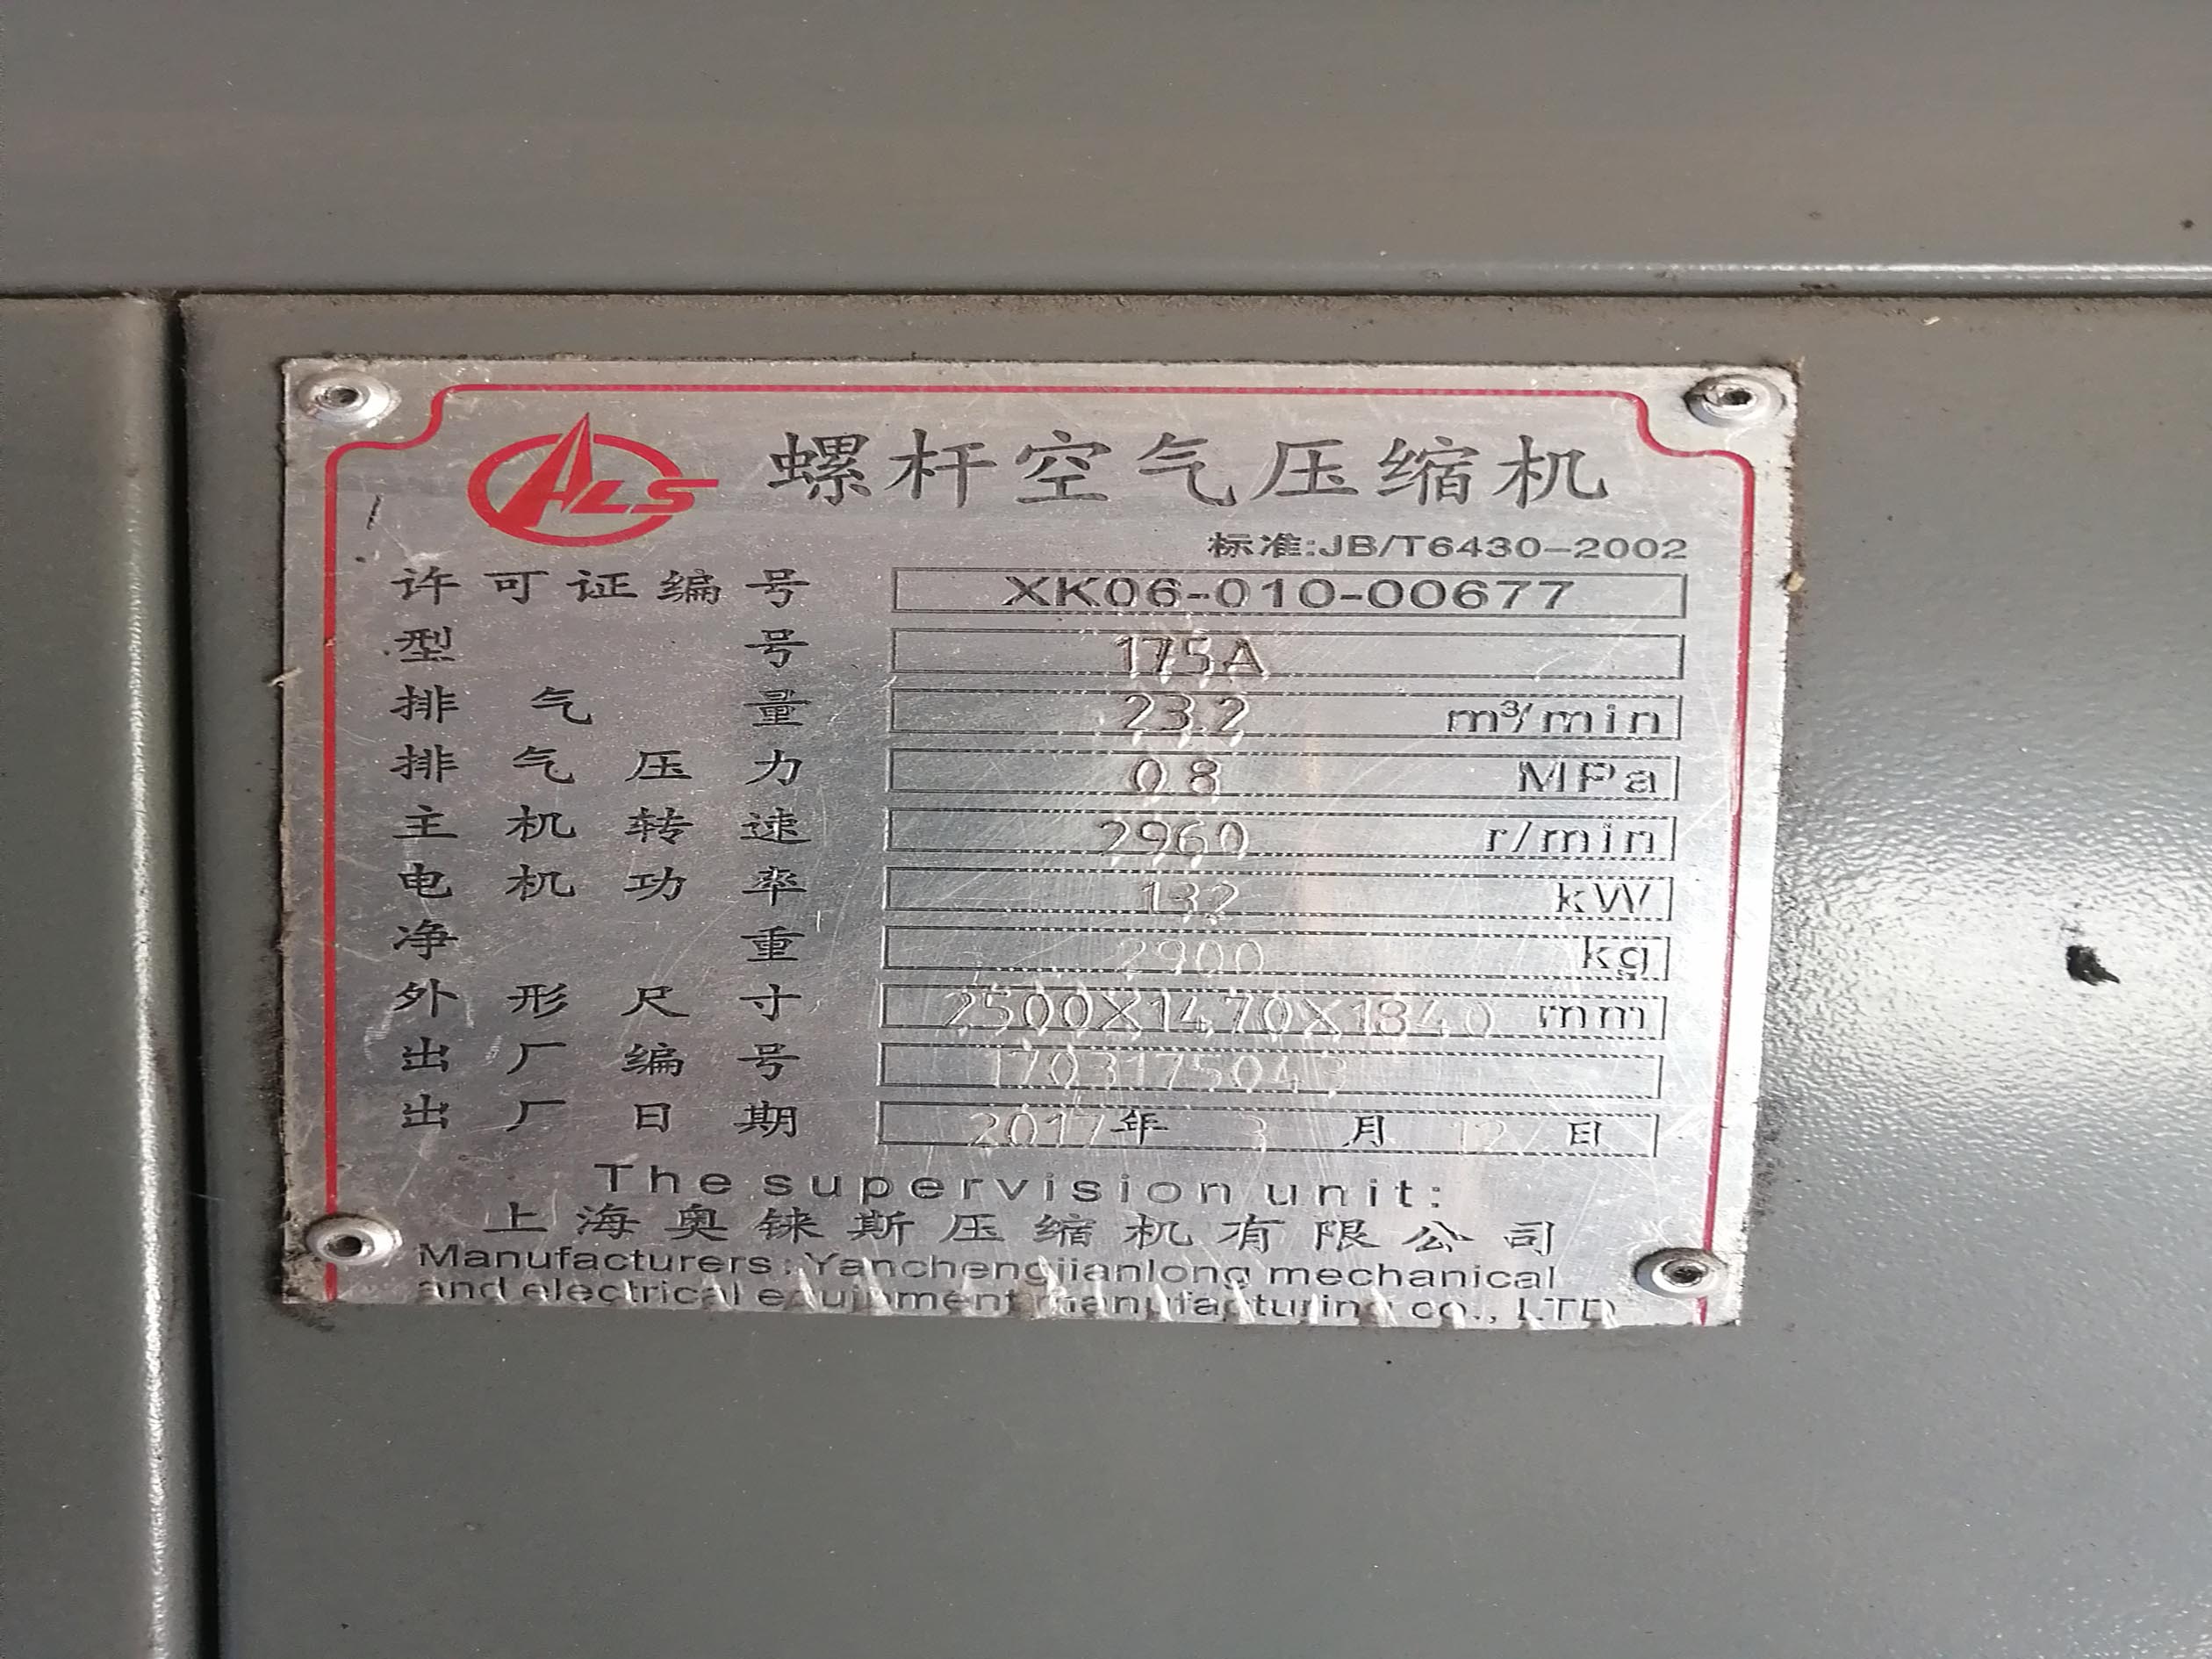 ALS 螺杆空气压缩机
标准:JB/T6430-2002
许可证编号 XK06-010-00677
型号 175A
排气量 23.2 m³/min
排气压力 0.8 MPa
主机转速 2960 r/min
电机功率 132 kW
净重 2900 kg
外形尺寸 2500X1470X1840 mm
出厂编号 1703175043
出厂日期 2017年 3 月 12 日
The supervision unit:
上海奥铼斯压缩机有限公司
Manufacturers: Yanchengjianlong mechanical
and electrical equipment manufacturing co., LTD